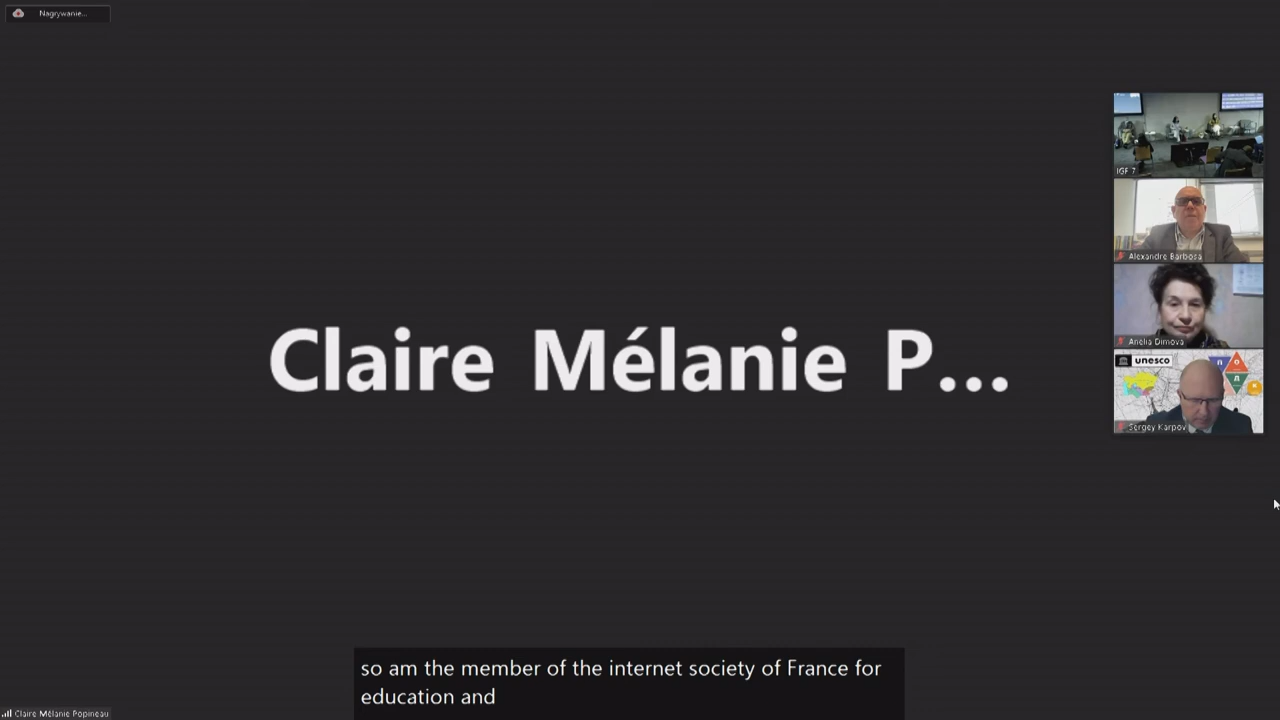 Nagrywanie...
Claire Mélanie P...
IGF 7
Alexandre Barbosa
Anelia Dimova
unesco
Sergey Karpov
so am the member of the internet society of France for
education and
Claire Mélanie Popineau